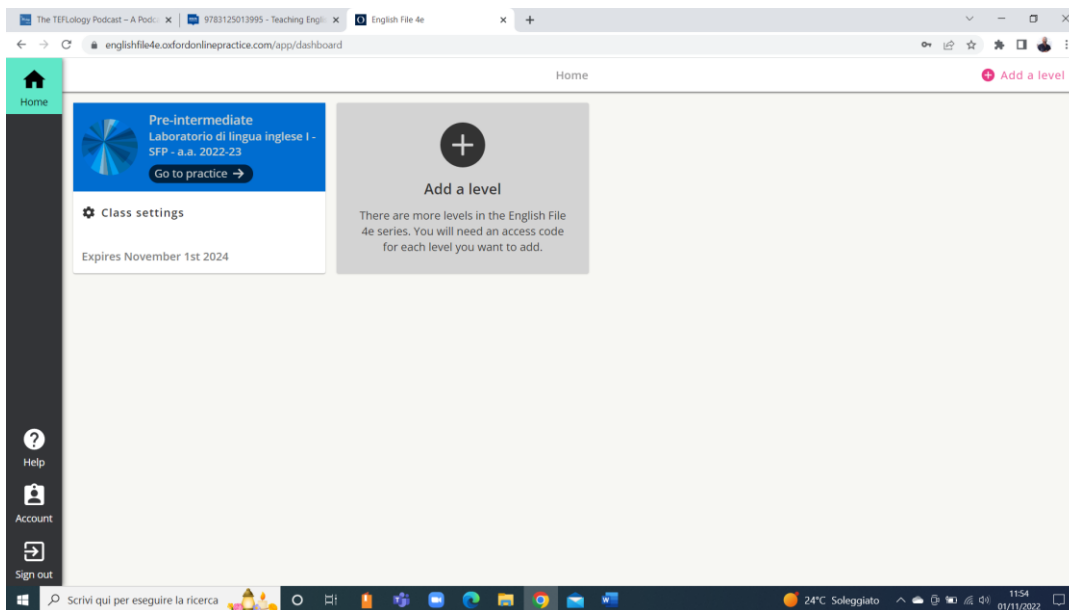 The TEFLology Podcast – A Podc
9783125013995 - Teaching Engli
English File 4e
englishfile4e.oxfordonlinepractice.com/app/dashboard
Home
Home
Add a level
Pre-intermediate
Laboratorio di lingua inglese I -
SFP - a.a. 2022-23
Go to practice →
Class settings
Expires November 1st 2024
Add a level
There are more levels in the English File
4e series. You will need an access code
for each level you want to add.
Help
Account
Sign out
Scrivi qui per eseguire la ricerca
24°C Soleggiato
11:54
01/11/2022